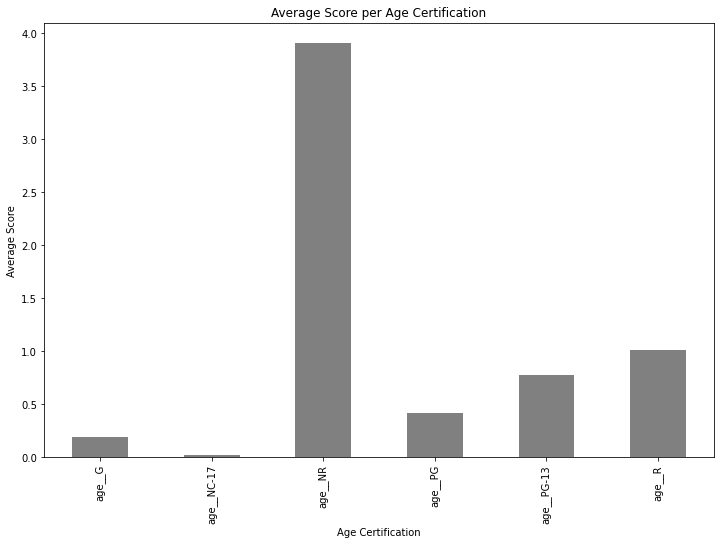 Average Score per Age Certification
4.0
3.5
3.0
2.5
2.0
1.5
1.0
0.5
0.0
Average Score
age__G
age__NC-17
age__NR
age__PG
age__PG-13
age__R
Age Certification